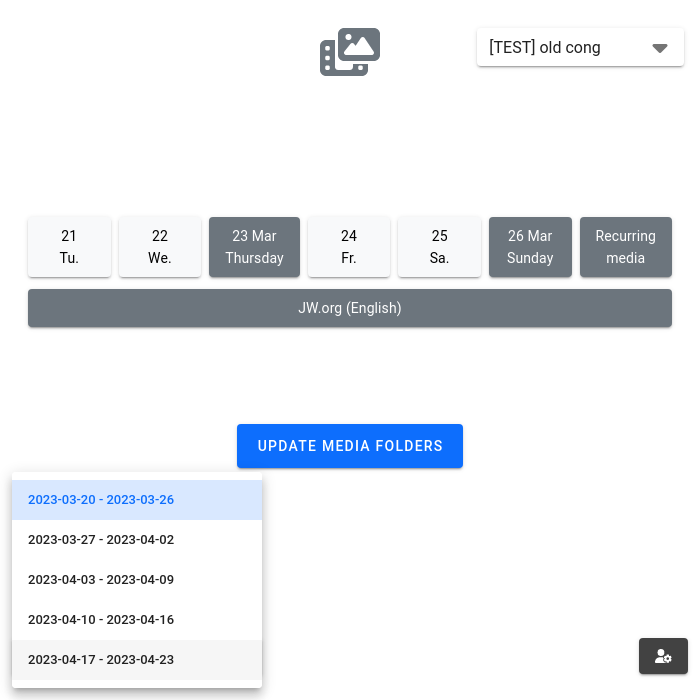 [TEST] old cong
21
Tu.
22
We.
23 Mar
Thursday
24
Fr.
25
Sa.
26 Mar
Sunday
Recurring
media
JW.org (English)
UPDATE MEDIA FOLDERS
2023-03-20 - 2023-03-26
2023-03-27 - 2023-04-02
2023-04-03 - 2023-04-09
2023-04-10 - 2023-04-16
2023-04-17 - 2023-04-23